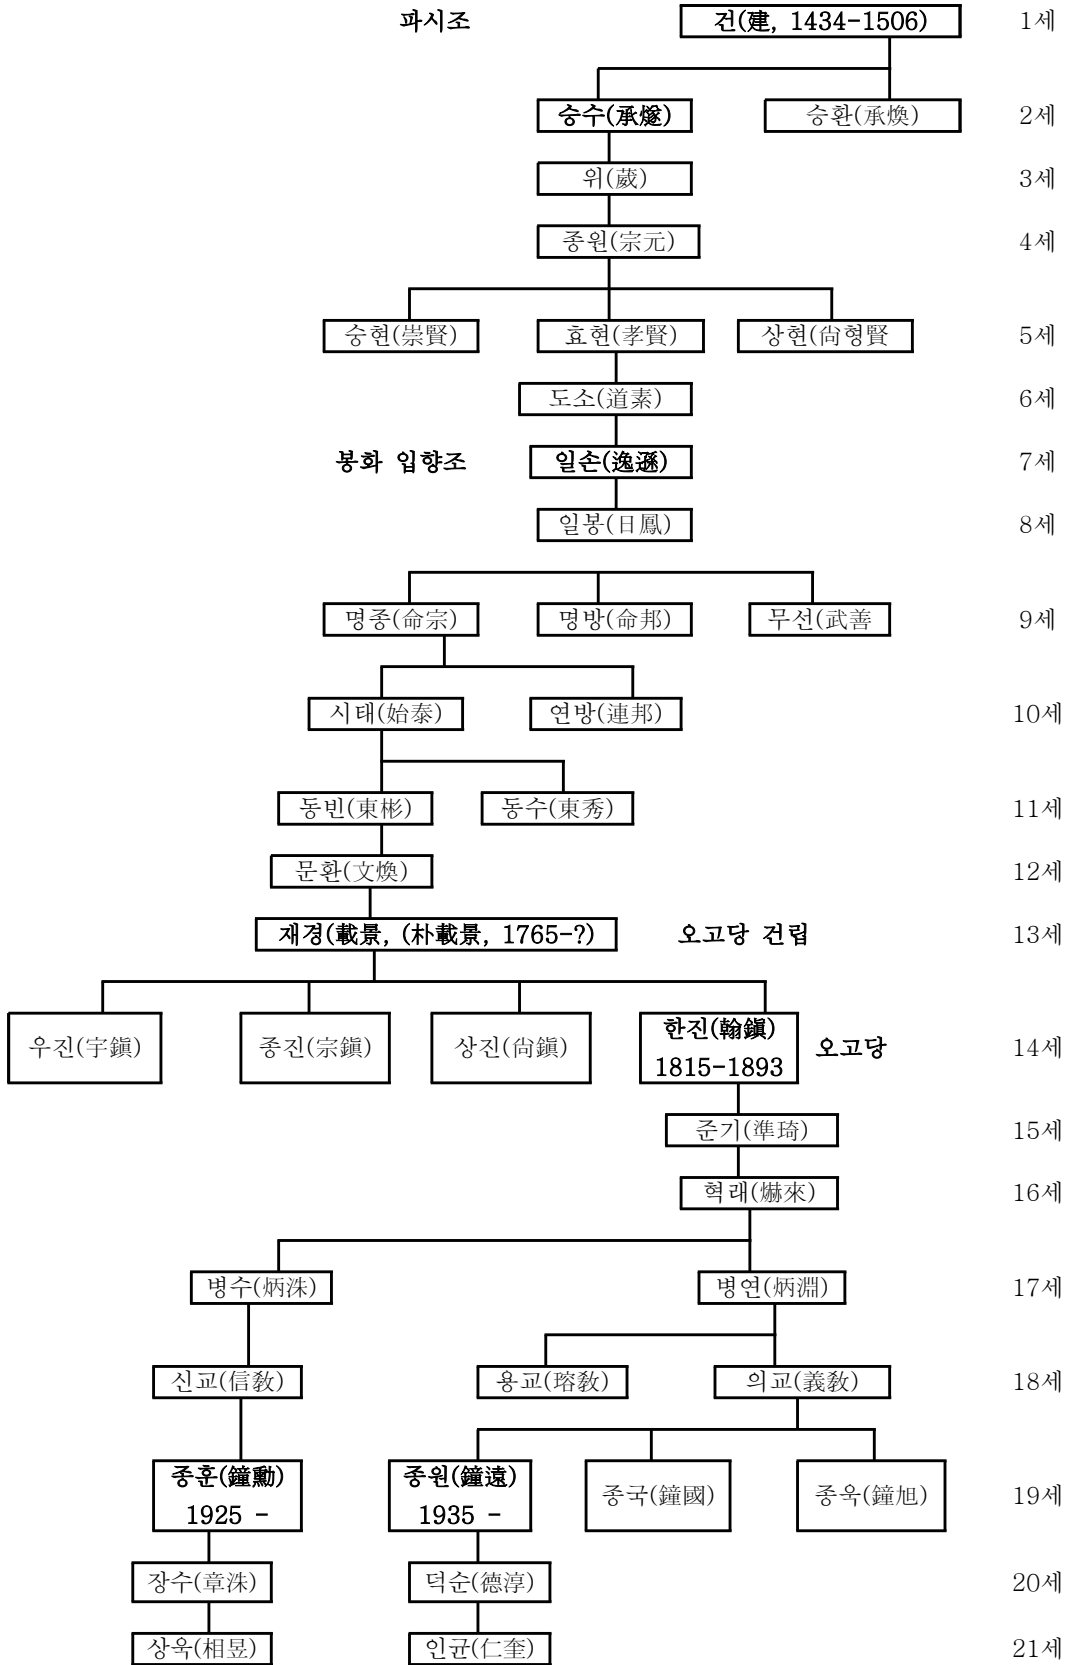 파시조 건(建, 1434-1506) 1세
승수(承燧) 승환(承煥) 2세
위(葳) 3세
종원(宗元) 4세
숭현(崇賢) 효현(孝賢) 상현(尙형賢 5세
도소(道素) 6세
봉화 입향조 일손(逸遜) 7세
일봉(日鳳) 8세
명종(命宗) 명방(命邦) 무선(武善 9세
시태(始泰) 연방(連邦) 10세
동빈(東彬) 동수(東秀) 11세
문환(文煥) 12세
재경(載景, (朴載景, 1765-?) 오고당 건립 13세
우진(宇鎭) 종진(宗鎭) 상진(尙鎭) 한진(翰鎭) 1815-1893 오고당 14세
준기(準琦) 15세
혁래(爀來) 16세
병수(炳洙) 병연(炳淵) 17세
신교(信敎) 용교(瑢敎) 의교(義敎) 18세
종훈(鐘勳) 1925 - 종원(鐘遠) 1935 - 종국(鐘國) 종욱(鐘旭) 19세
장수(章洙) 덕순(德淳) 20세
상욱(相昱) 인균(仁奎) 21세